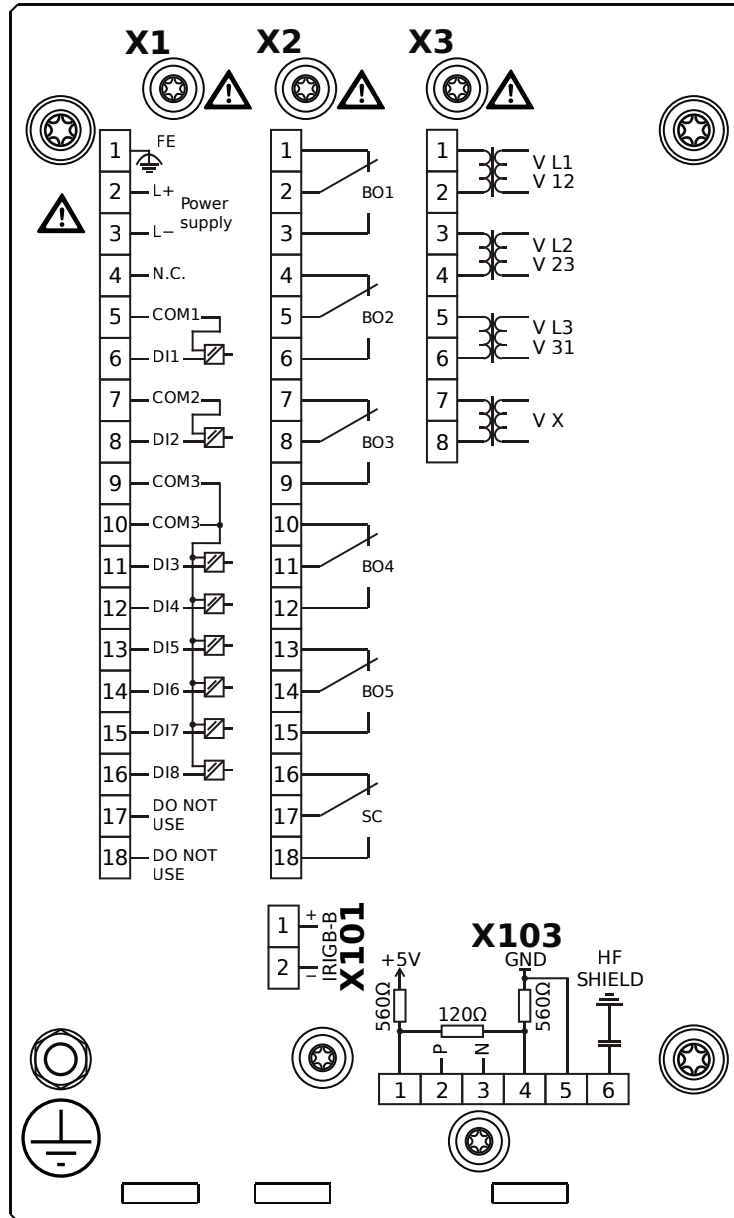 X1
1
FE
2
L+
Power
supply
3
L−
4
N.C.
5
COM1
6
DI1
7
COM2
8
DI2
9
COM3
10
COM3
11
DI3
12
DI4
13
DI5
14
DI6
15
DI7
16
DI8
17
DO NOT
USE
18
DO NOT
USE
X2
1
2
BO1
3
4
5
BO2
6
7
8
BO3
9
10
11
BO4
12
13
14
BO5
15
16
17
SC
18
X3
1
V L1
2
V 12
3
V L2
4
V 23
5
V L3
6
V 31
7
V X
8
X101
1
+
2
−
IRIGB-B
X103
+5V
GND
HF
SHIELD
560Ω
120Ω
560Ω
P
N
1 2 3 4 5 6